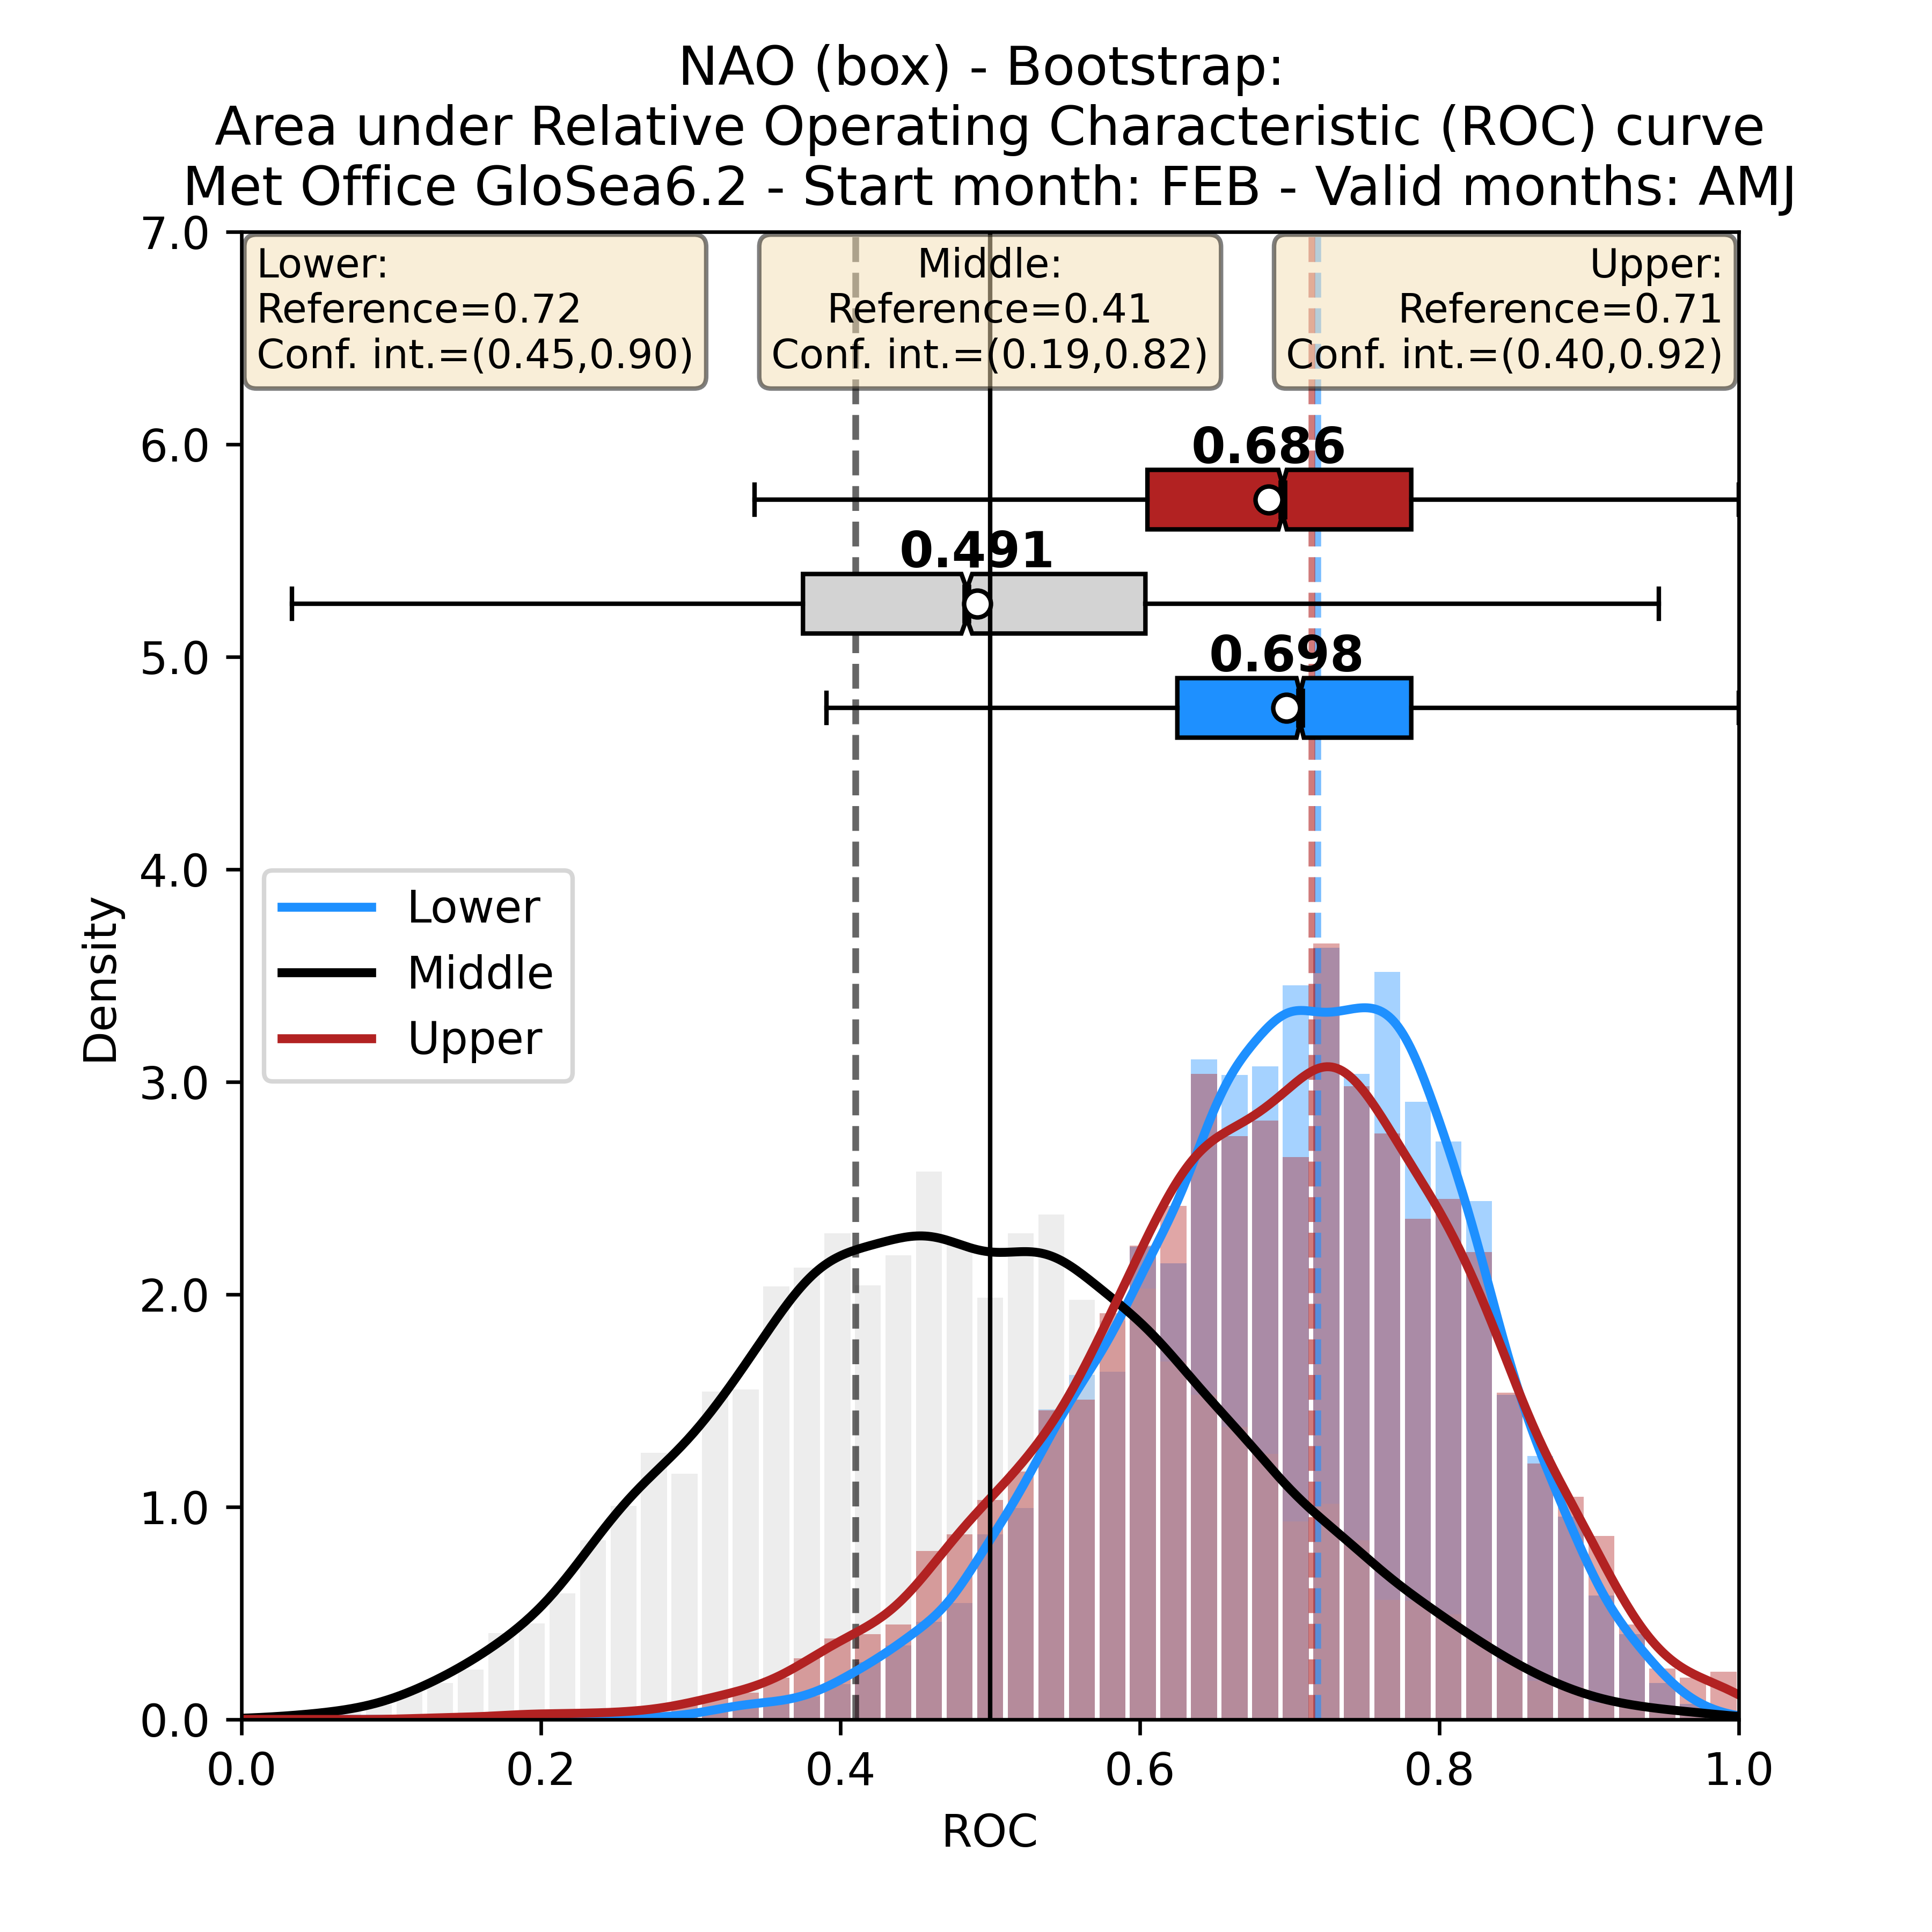 NAO (box) - Bootstrap:
Area under Relative Operating Characteristic (ROC) curve
Met Office GloSea6.2 - Start month: FEB - Valid months: AMJ
Lower:
Reference=0.72
Conf. int.=(0.45,0.90)
Middle:
Reference=0.41
Conf. int.=(0.19,0.82)
Upper:
Reference=0.71
Conf. int.=(0.40,0.92)
0.686
0.491
0.698
Lower
Middle
Upper
Density
7.0
6.0
5.0
4.0
3.0
2.0
1.0
0.0
0.0 0.2 0.4 0.6 0.8 1.0
ROC